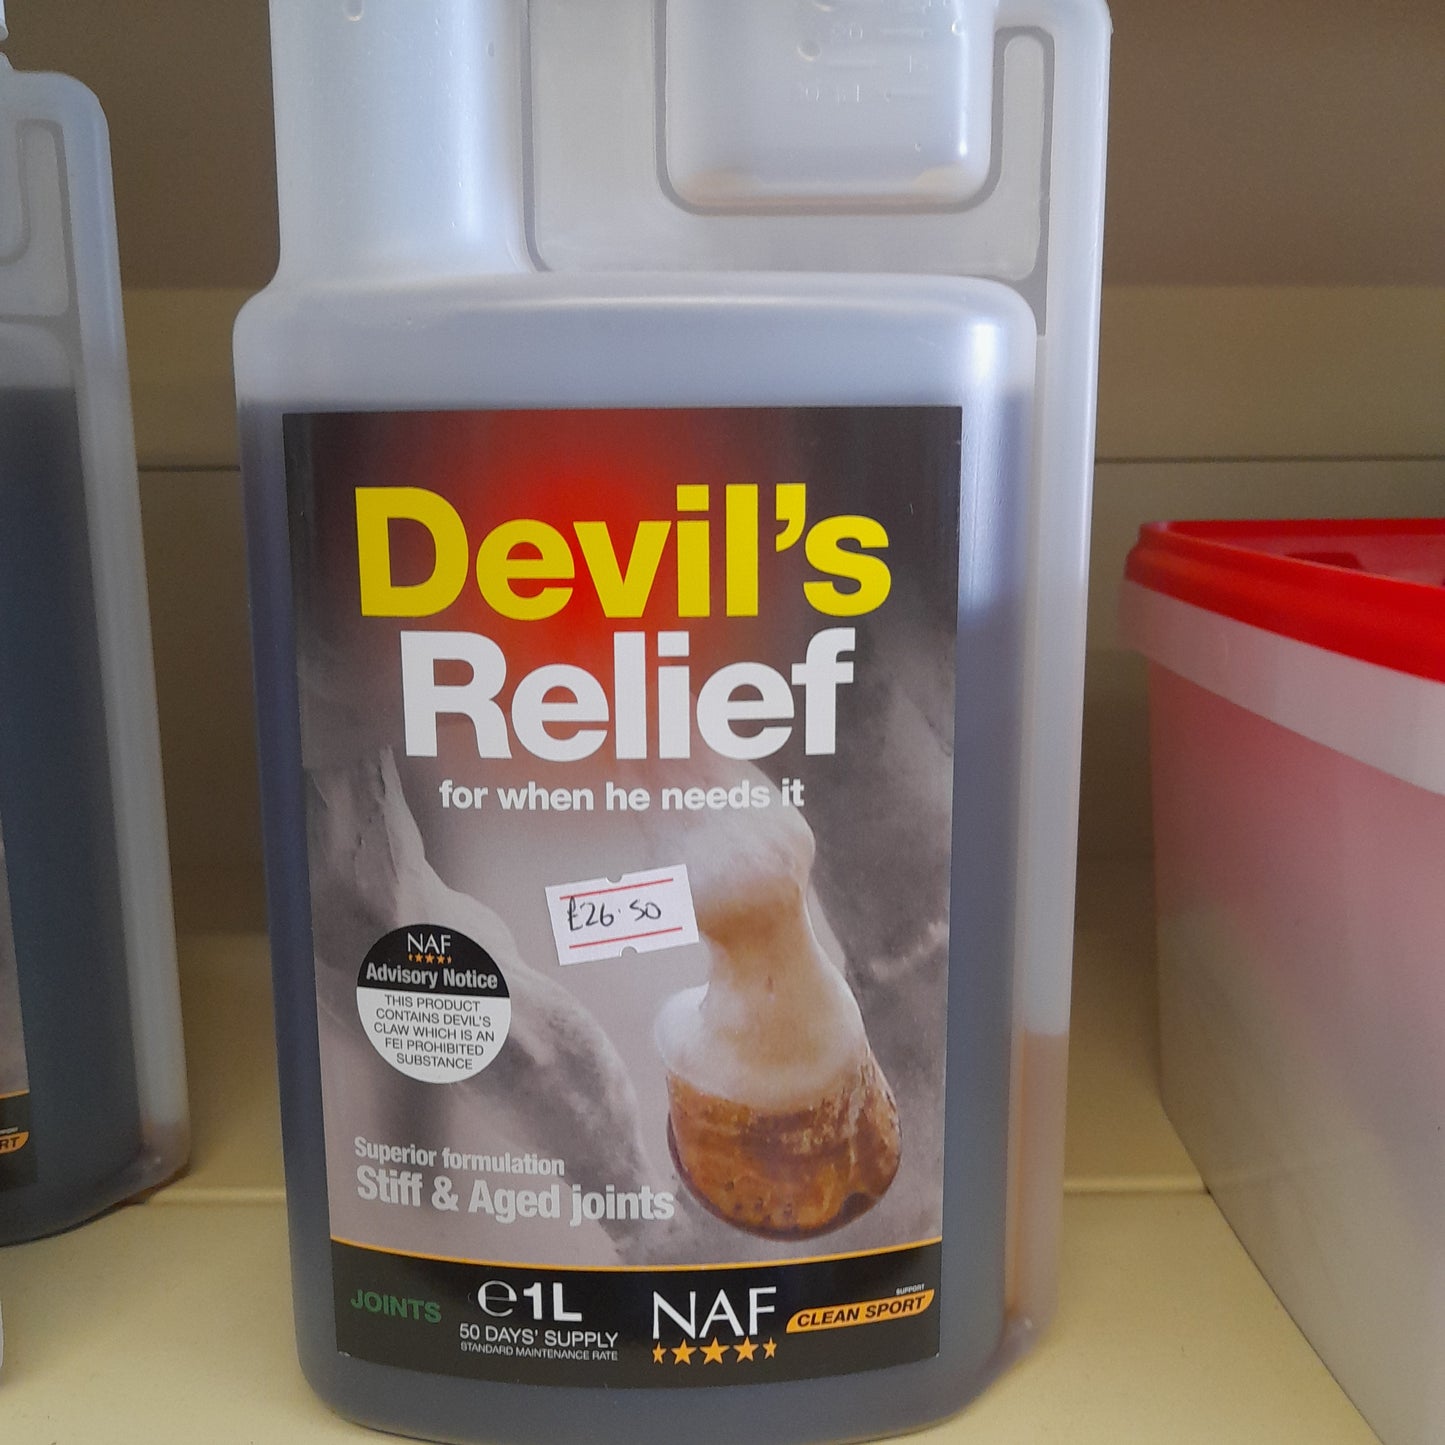 Devil's
Relief
for when he needs it
£26.50
NAF
Advisory Notice
THIS PRODUCT
CONTAINS DEVIL'S
CLAW WHICH IS AN
FEI PROHIBITED
SUBSTANCE
Superior formulation
Stiff & Aged joints
JOINTS
℮1L
50 DAYS' SUPPLY
STANDARD MAINTENANCE RATE
NAF
SUPPORT
CLEAN SPORT
RT